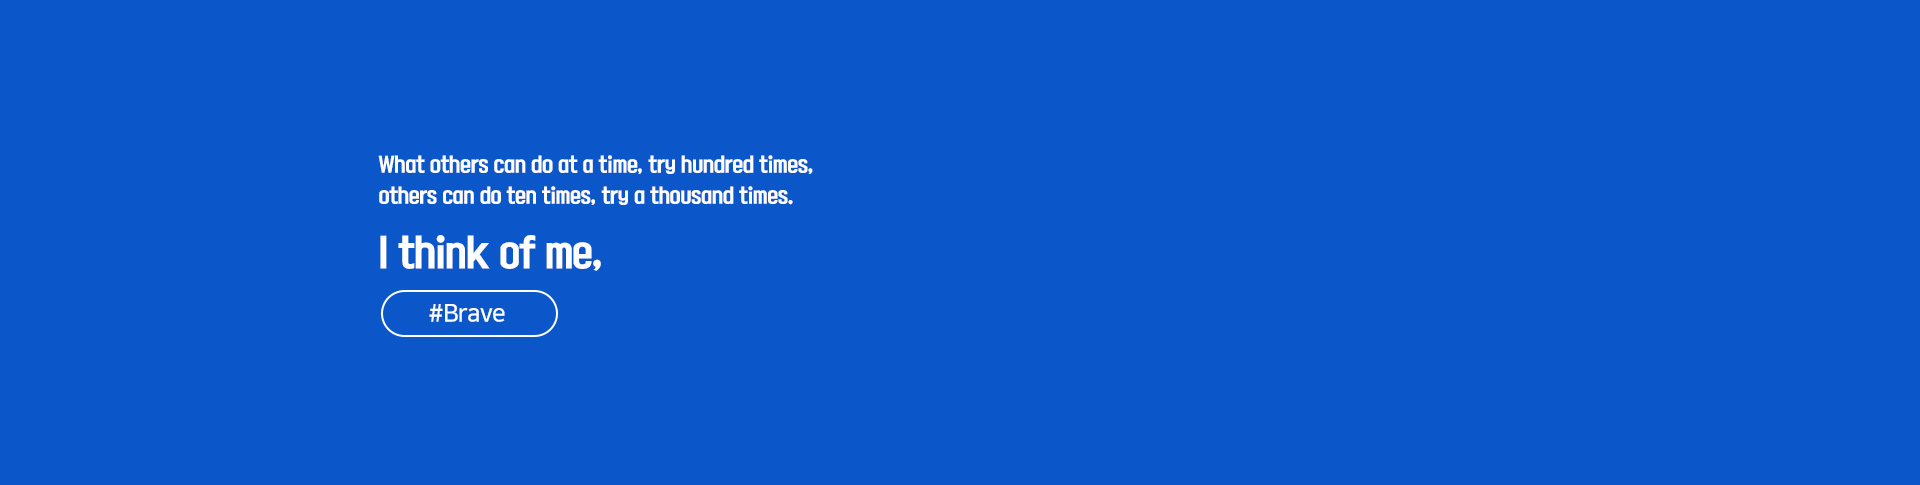 What others can do at a time, try hundred times,
others can do ten times, try a thousand times.
I think of me,
#Brave